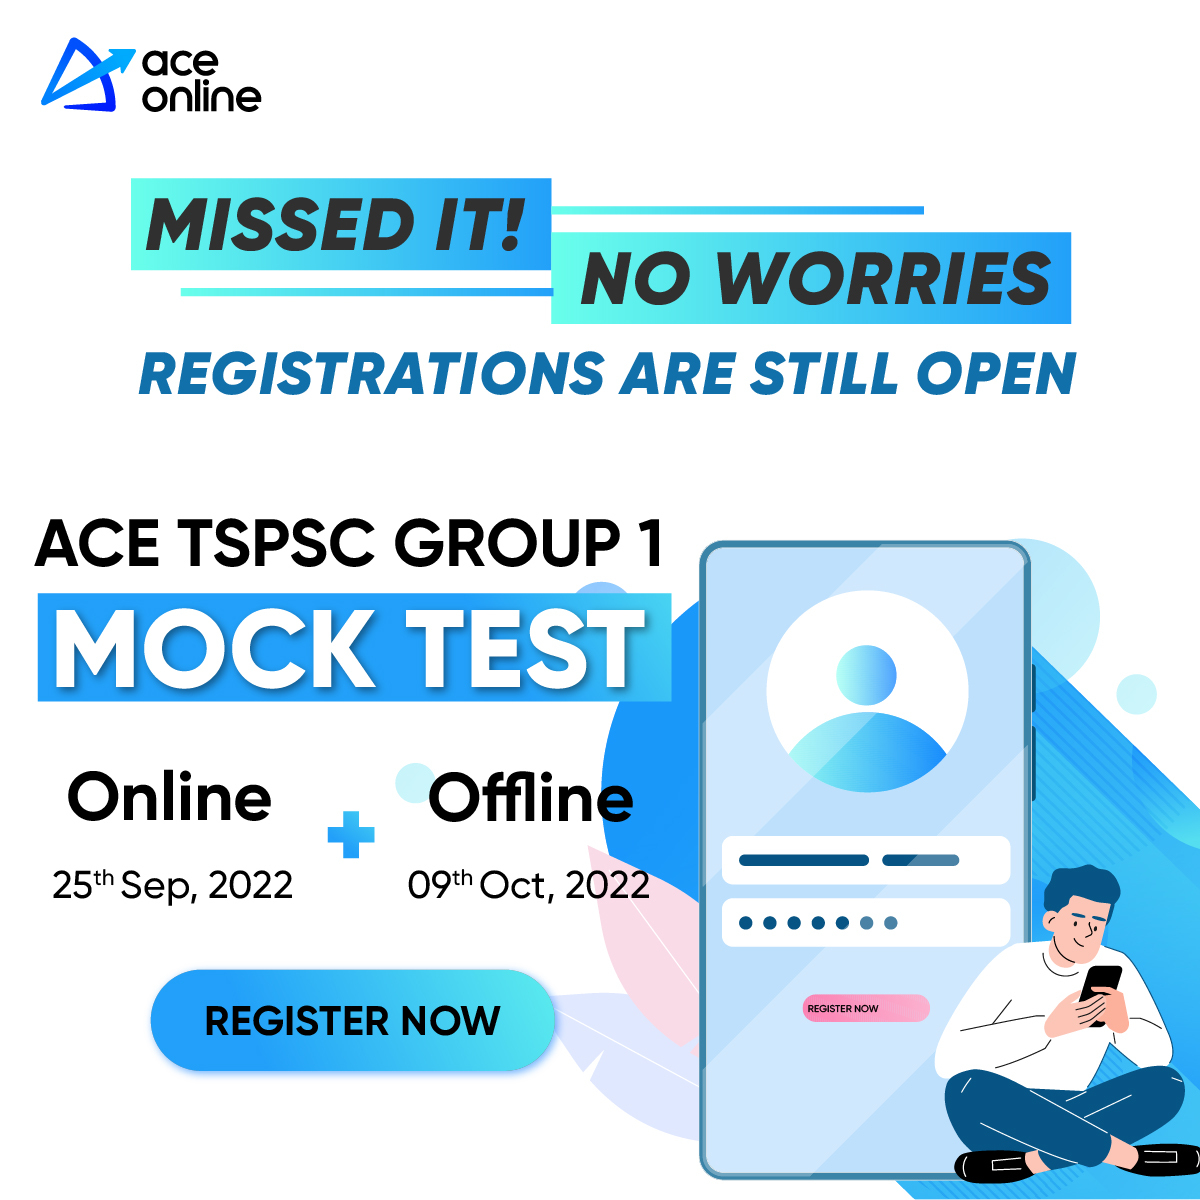 ace
online
MISSED IT!
NO WORRIES
REGISTRATIONS ARE STILL OPEN
ACE TSPSC GROUP 1
MOCK TEST
Online + Offline
25th Sep, 2022 09th Oct, 2022
REGISTER NOW
REGISTER NOW